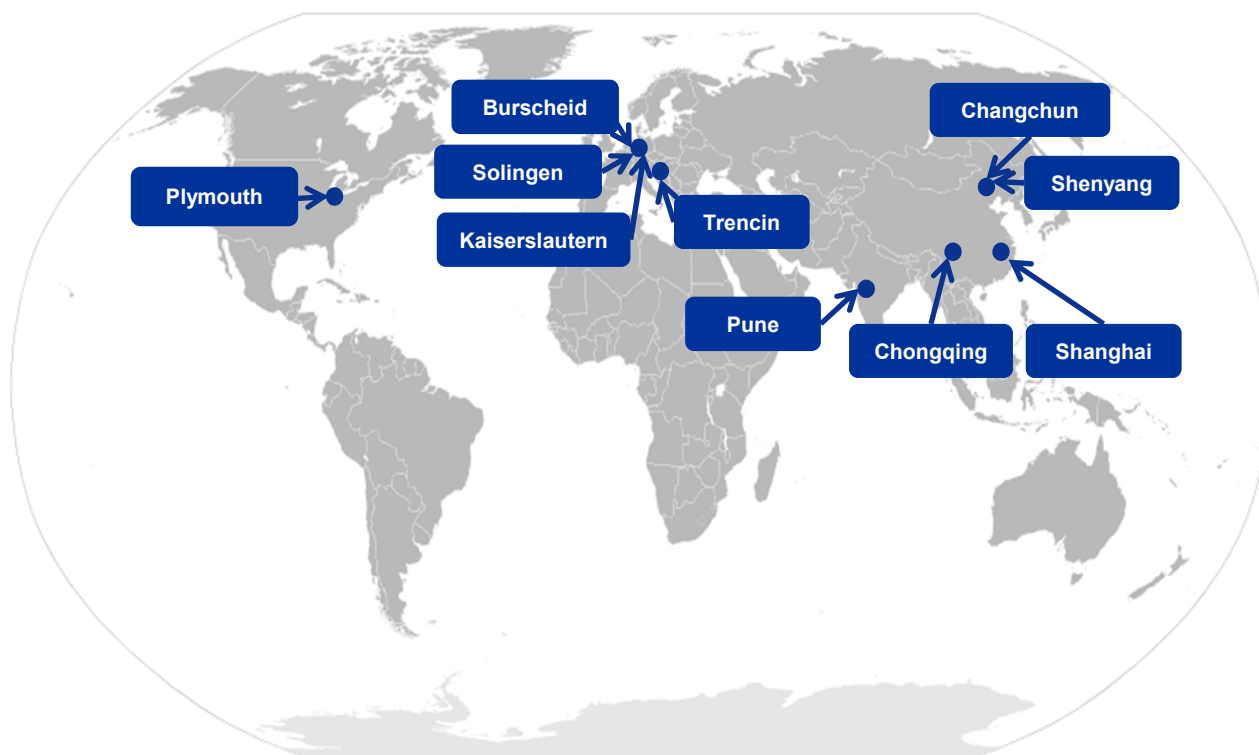 Burscheid
Changchun
Solingen
Shenyang
Plymouth
Trencin
Kaiserslautern
Pune
Chongqing
Shanghai